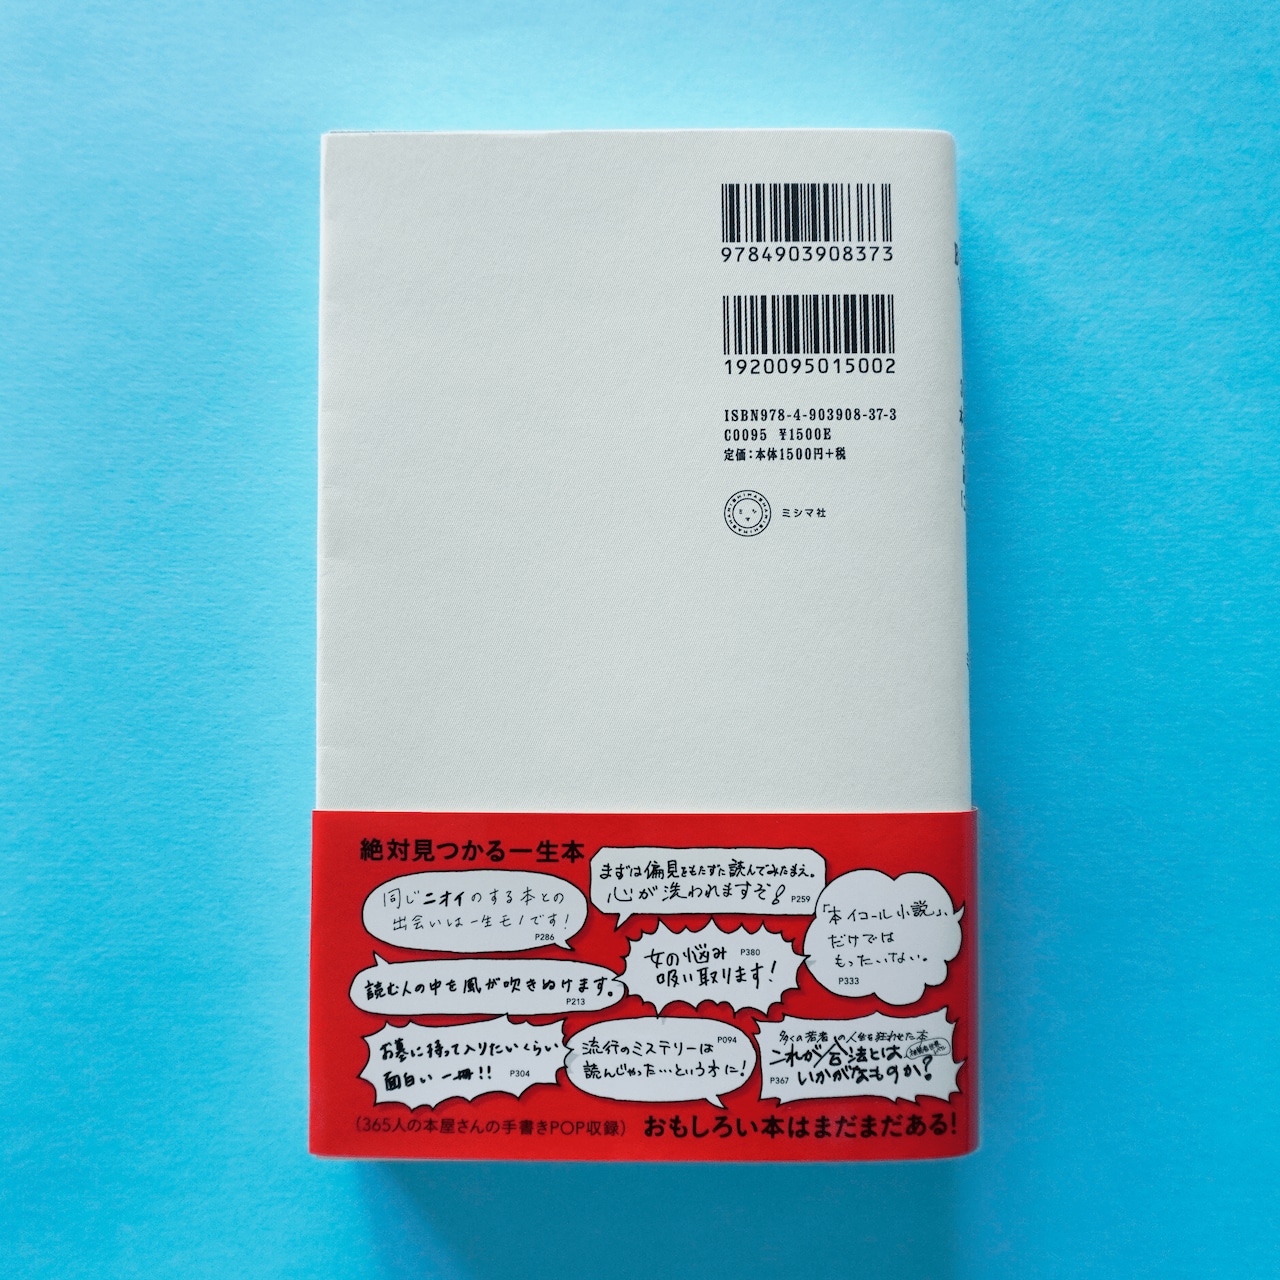 9784903908373
1920095015002
ISBN978-4-903908-37-3
C0095 ¥1500E
定価：本体1500円+税
ミシマ社
絶対見つかる一生本
まずは偏見をもたずに読んでみたまえ。
心が洗われますぞ! P259
同じニオイのする本との
出会いは一生モノです!
P286
「本イコール小説」、
だけでは
もったいない。
P333
女の悩み P380
吸い取ります!
読む人の中を風が吹きぬけます。
P213
お墓に持って入りたいくらい
面白い一冊!! P304
流行のミステリーは P094
読んじゃった…という方に!
多くの若者の人生を狂わせた本
これが合法とは、
P367 いかがなものか?
(365人の本屋さんの手書きPOP収録)
おもしろい本はまだまだある!